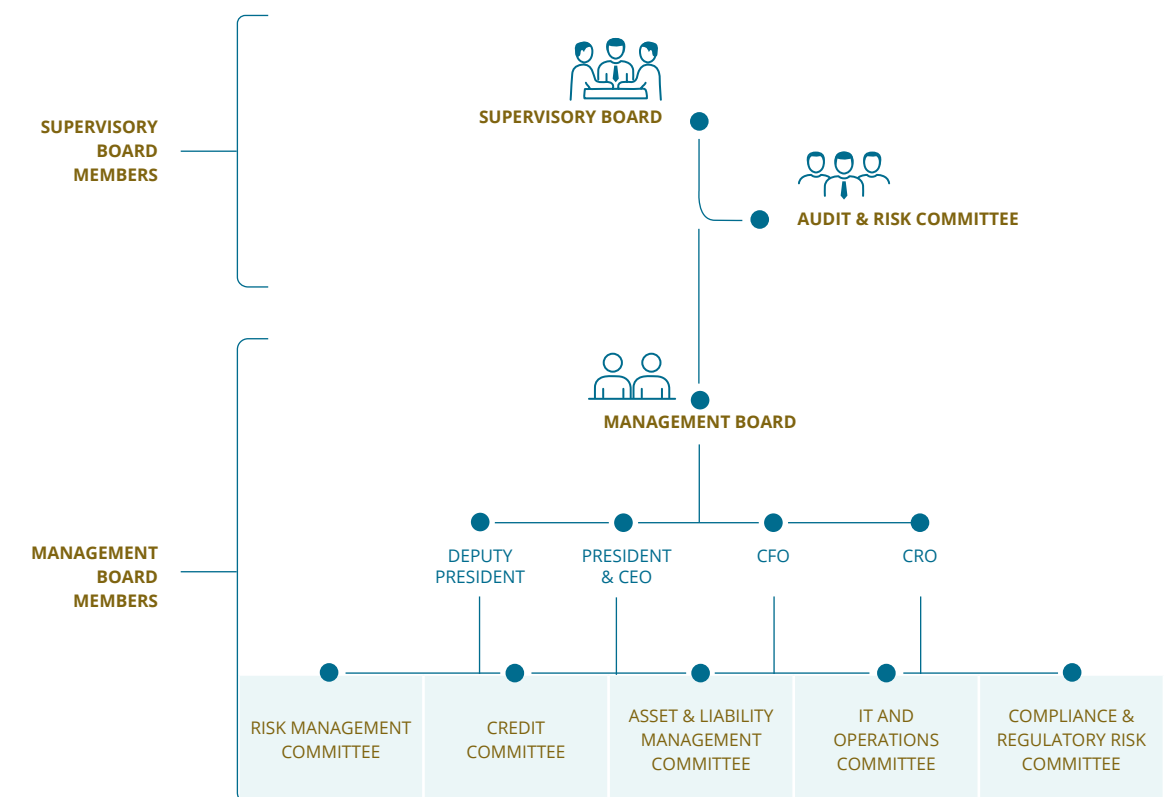 SUPERVISORY BOARD
SUPERVISORY
BOARD
MEMBERS
AUDIT & RISK COMMITTEE
MANAGEMENT BOARD
MANAGEMENT
BOARD
MEMBERS
DEPUTY
PRESIDENT
PRESIDENT
& CEO
CFO
CRO
RISK MANAGEMENT
COMMITTEE
CREDIT
COMMITTEE
ASSET & LIABILITY
MANAGEMENT
COMMITTEE
IT AND
OPERATIONS
COMMITTEE
COMPLIANCE &
REGULATORY RISK
COMMITTEE